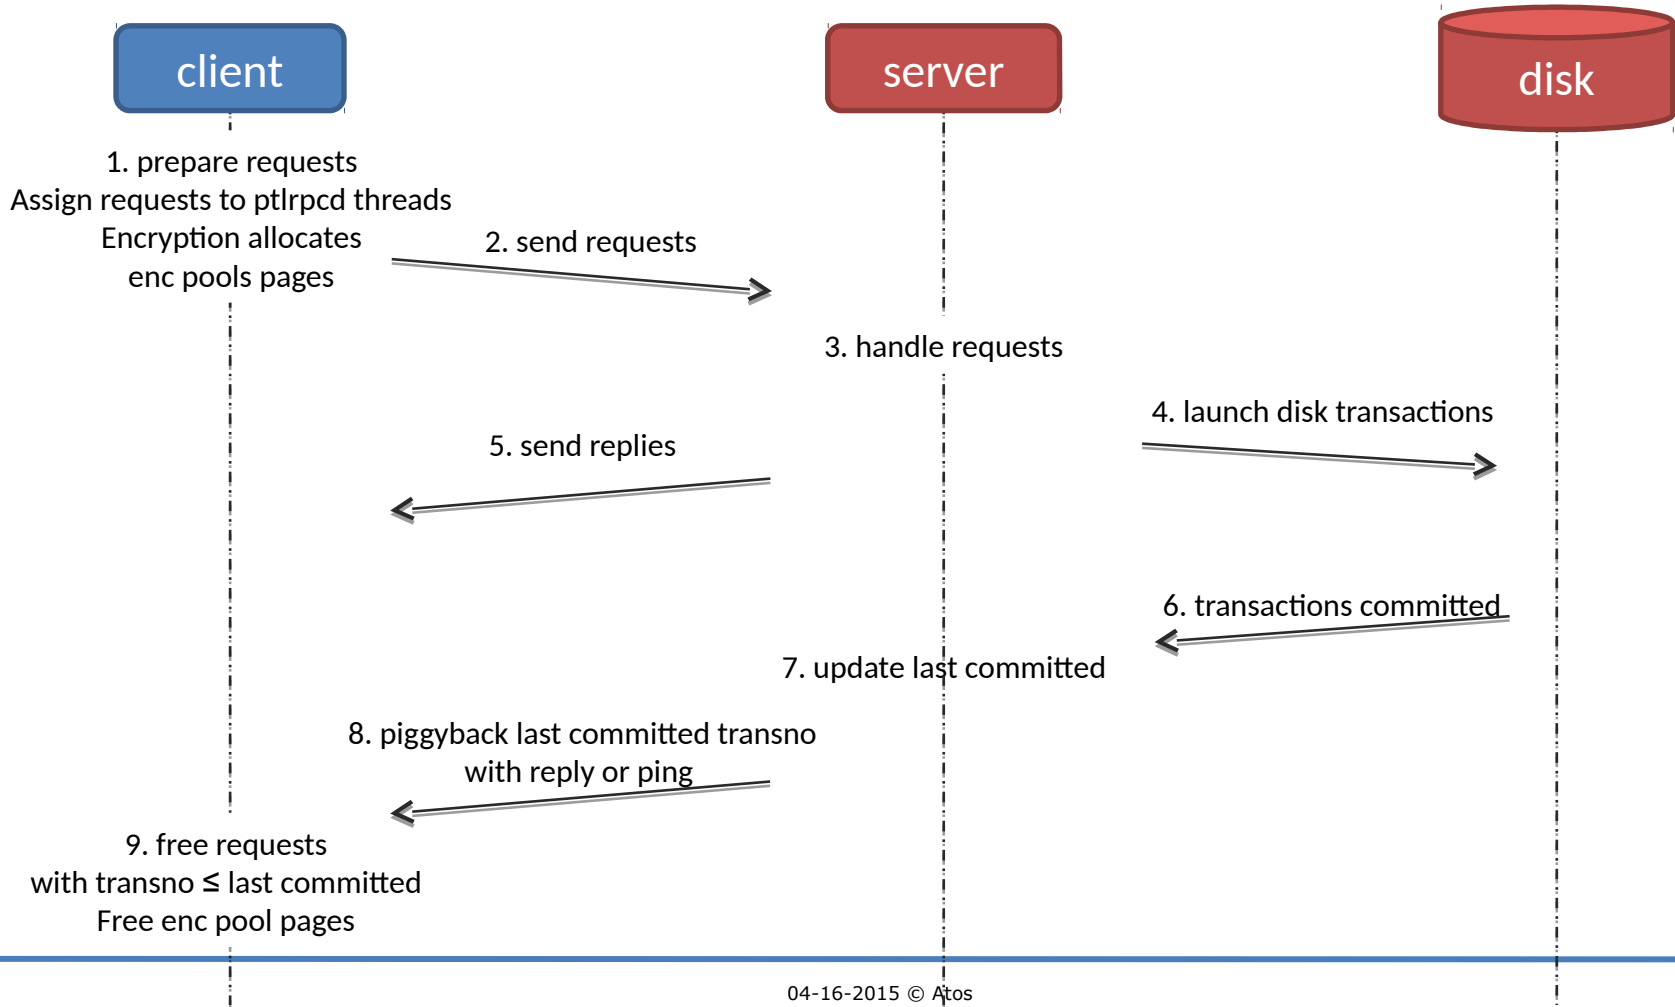 client
server
disk
1. prepare requests
Assign requests to ptlrpcd threads
Encryption allocates
enc pools pages
2. send requests
3. handle requests
4. launch disk transactions
5. send replies
6. transactions committed
7. update last committed
8. piggyback last committed transno
with reply or ping
9. free requests
with transno ≤ last committed
Free enc pool pages
04-16-2015 © Atos